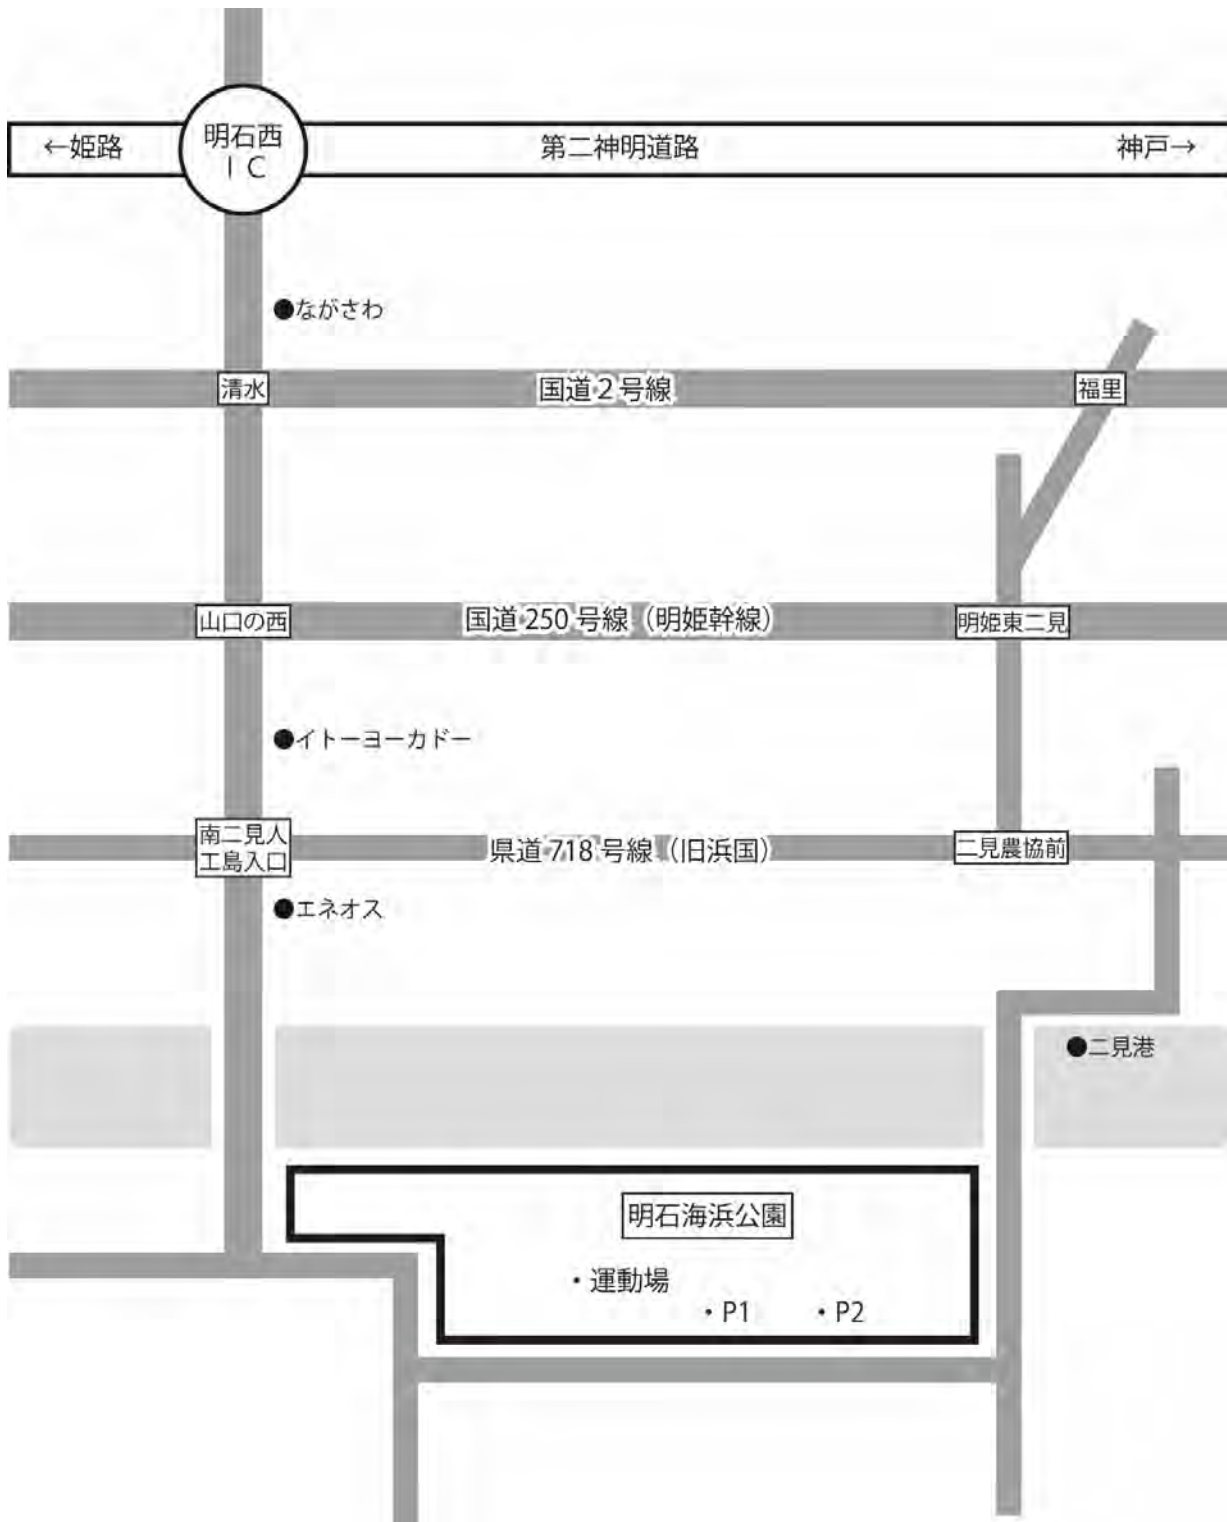 ←姫路
明石西
IC
第二神明道路
神戸→
●ながさわ
清水
国道2号線
福里
山口の西
国道250号線（明姫幹線）
明姫東二見
●イトーヨーカドー
南二見人
工島入口
県道718号線（旧浜国）
二見農協前
●エネオス
●二見港
明石海浜公園
・運動場
・P1
・P2